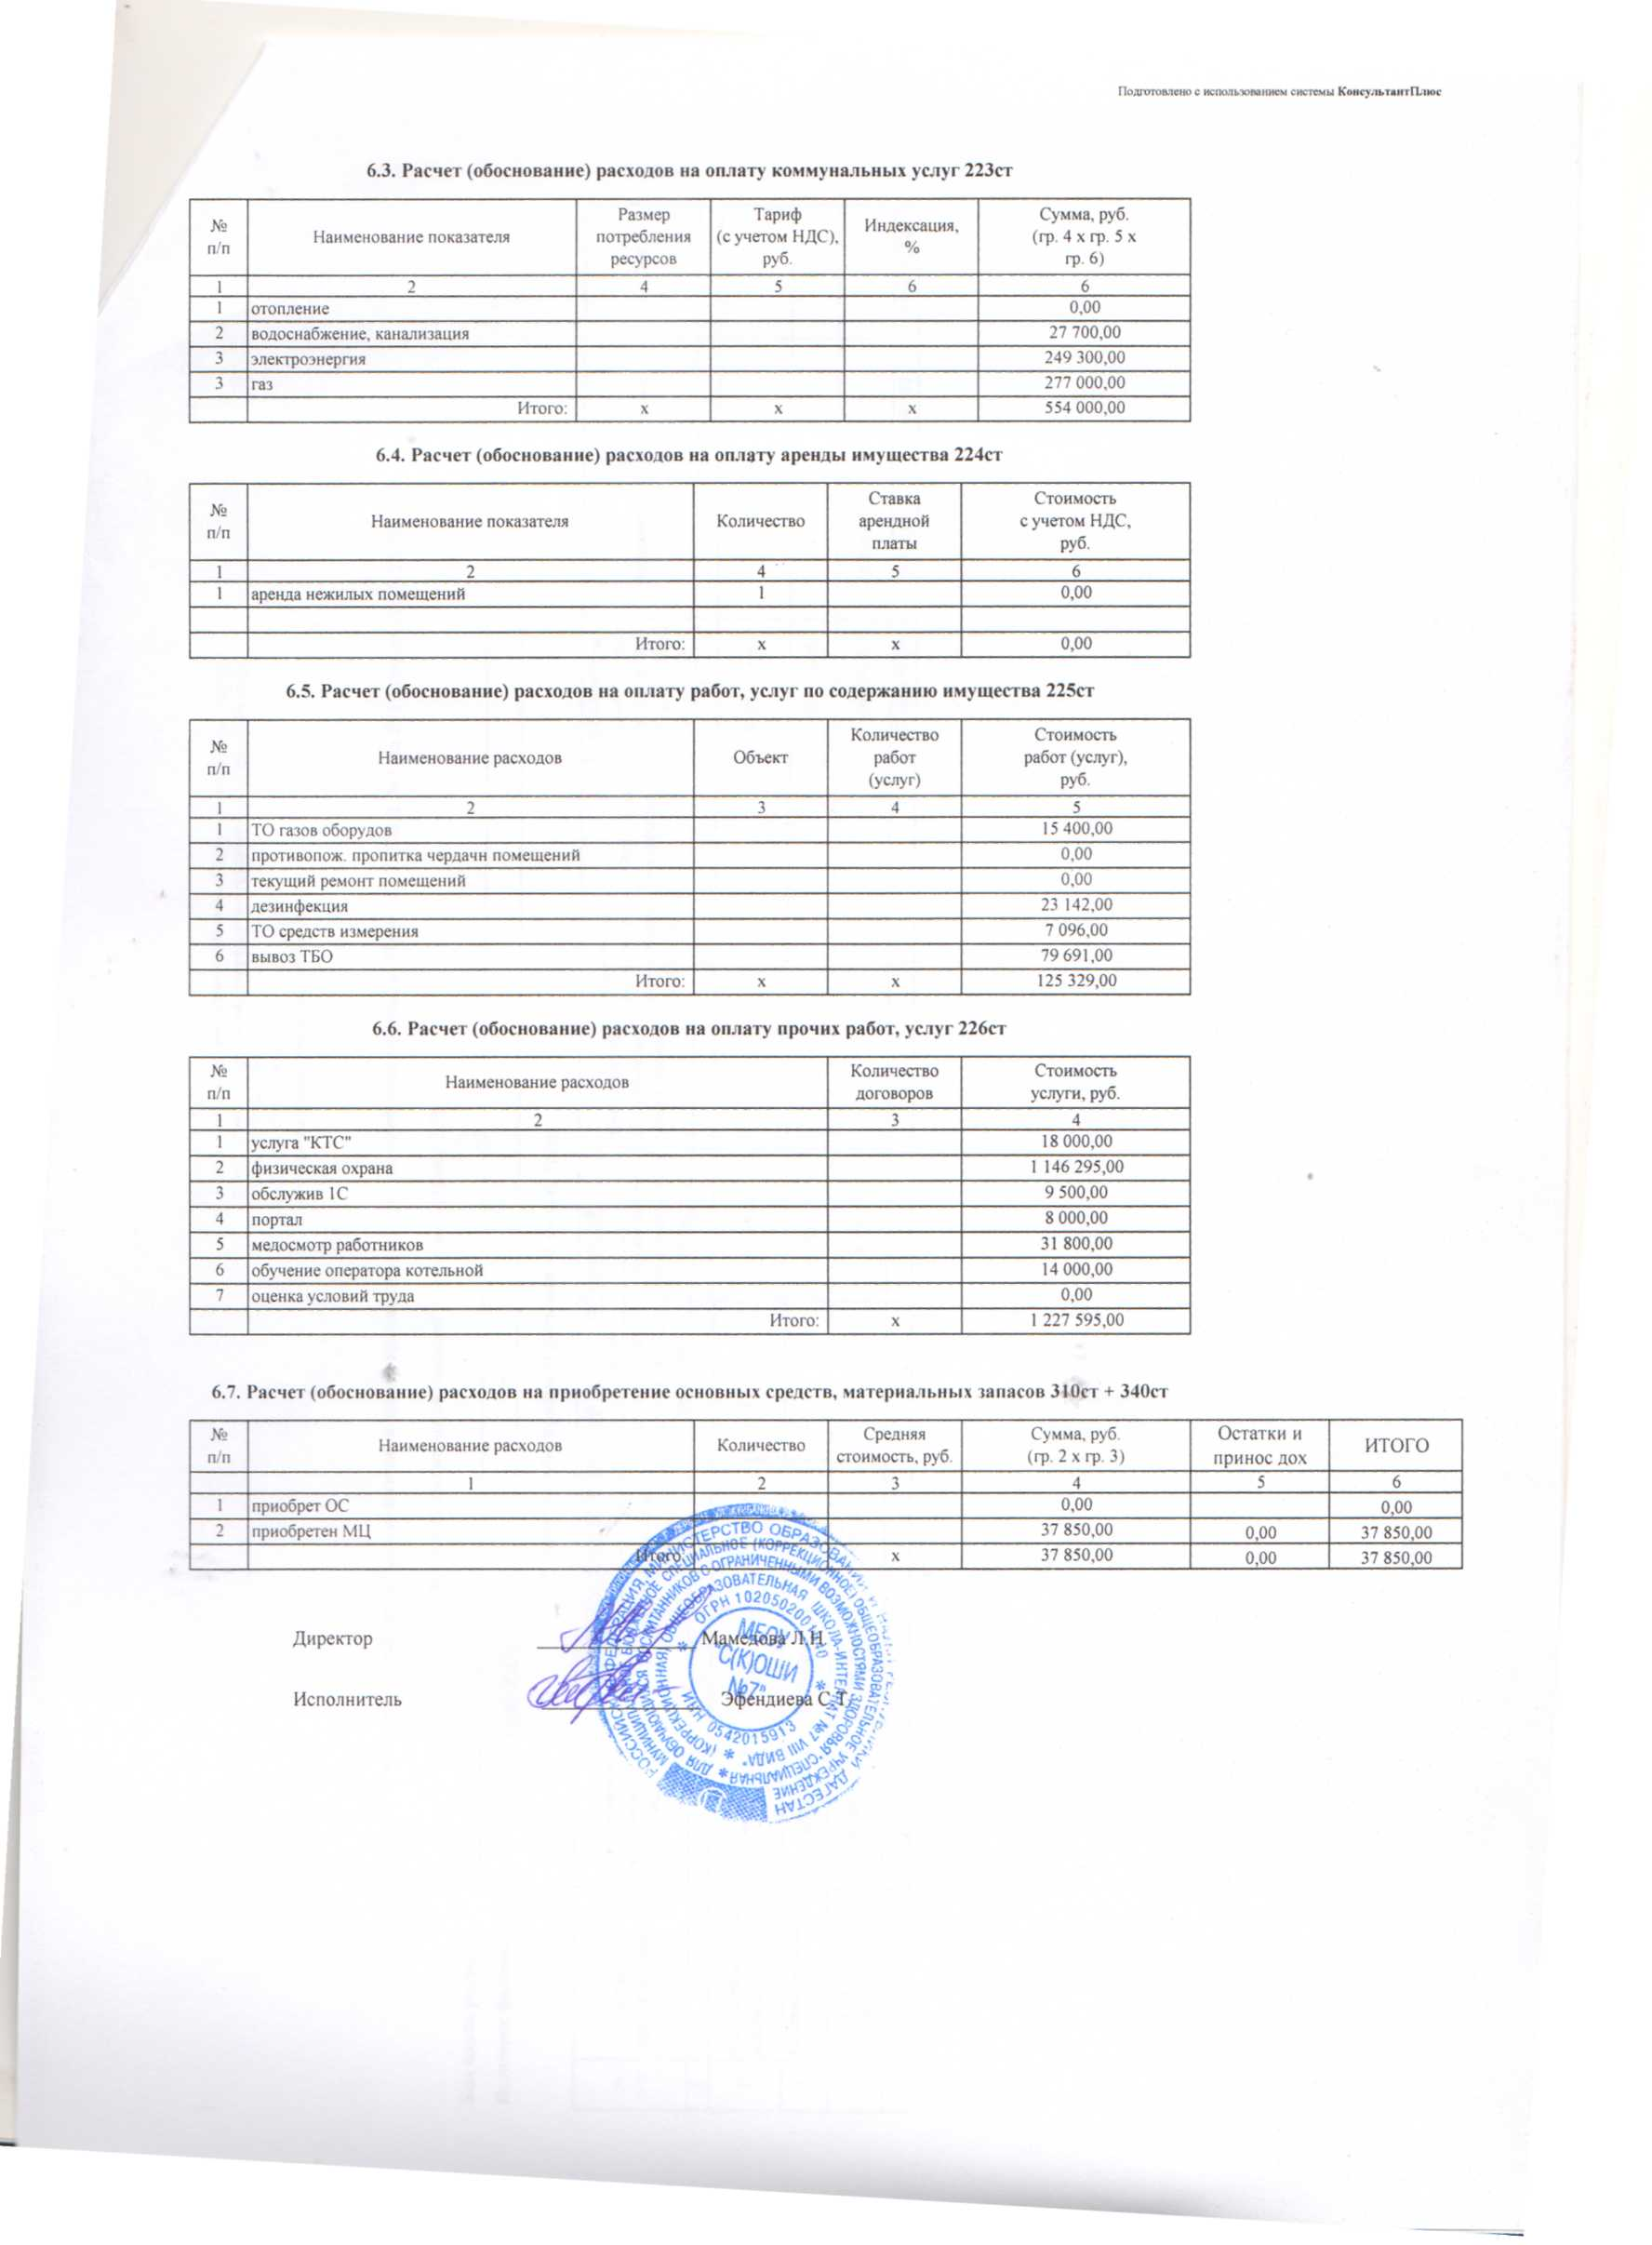 Подготовлено с использованием системы КонсультантПлюс
6.3. Расчет (обоснование) расходов на оплату коммунальных услуг 223ст
№ п/п Наименование показателя Размер потребления ресурсов Тариф (с учетом НДС), руб. Индексация, % Сумма, руб. (гр. 4 х гр. 5 х гр. 6)
1 2 4 5 6 6
1 отопление 0,00
2 водоснабжение, канализация 27 700,00
3 электроэнергия 249 300,00
3 газ 277 000,00
Итого: х х х 554 000,00
6.4. Расчет (обоснование) расходов на оплату аренды имущества 224ст
№ п/п Наименование показателя Количество Ставка арендной платы Стоимость с учетом НДС, руб.
1 2 4 5 6
1 аренда нежилых помещений 1 0,00
Итого: х х 0,00
6.5. Расчет (обоснование) расходов на оплату работ, услуг по содержанию имущества 225ст
№ п/п Наименование расходов Объект Количество работ (услуг) Стоимость работ (услуг), руб.
1 2 3 4 5
1 ТО газов оборудов 15 400,00
2 противопож. пропитка чердачн помещений 0,00
3 текущий ремонт помещений 0,00
4 дезинфекция 23 142,00
5 ТО средств измерения 7 096,00
6 вывоз ТБО 79 691,00
Итого: х х 125 329,00
6.6. Расчет (обоснование) расходов на оплату прочих работ, услуг 226ст
№ п/п Наименование расходов Количество договоров Стоимость услуги, руб.
1 2 3 4
1 услуга "КТС" 18 000,00
2 физическая охрана 1 146 295,00
3 обслужив 1С 9 500,00
4 портал 8 000,00
5 медосмотр работников 31 800,00
6 обучение оператора котельной 14 000,00
7 оценка условий труда 0,00
Итого: х 1 227 595,00
6.7. Расчет (обоснование) расходов на приобретение основных средств, материальных запасов 310ст + 340ст
№ п/п Наименование расходов Количество Средняя стоимость, руб. Сумма, руб. (гр. 2 х гр. 3) Остатки и принос дох ИТОГО
1 2 3 4 5 6
1 приобрет ОС 0,00 0,00
2 приобретен МЦ 37 850,00 0,00 37 850,00
Итого: х 37 850,00 0,00 37 850,00
Директор Мамедова Л.Н.
Исполнитель Эфендиева С.Т.
МБОУ
"С(К)ОШИ
№7"
ИНН 0542015913